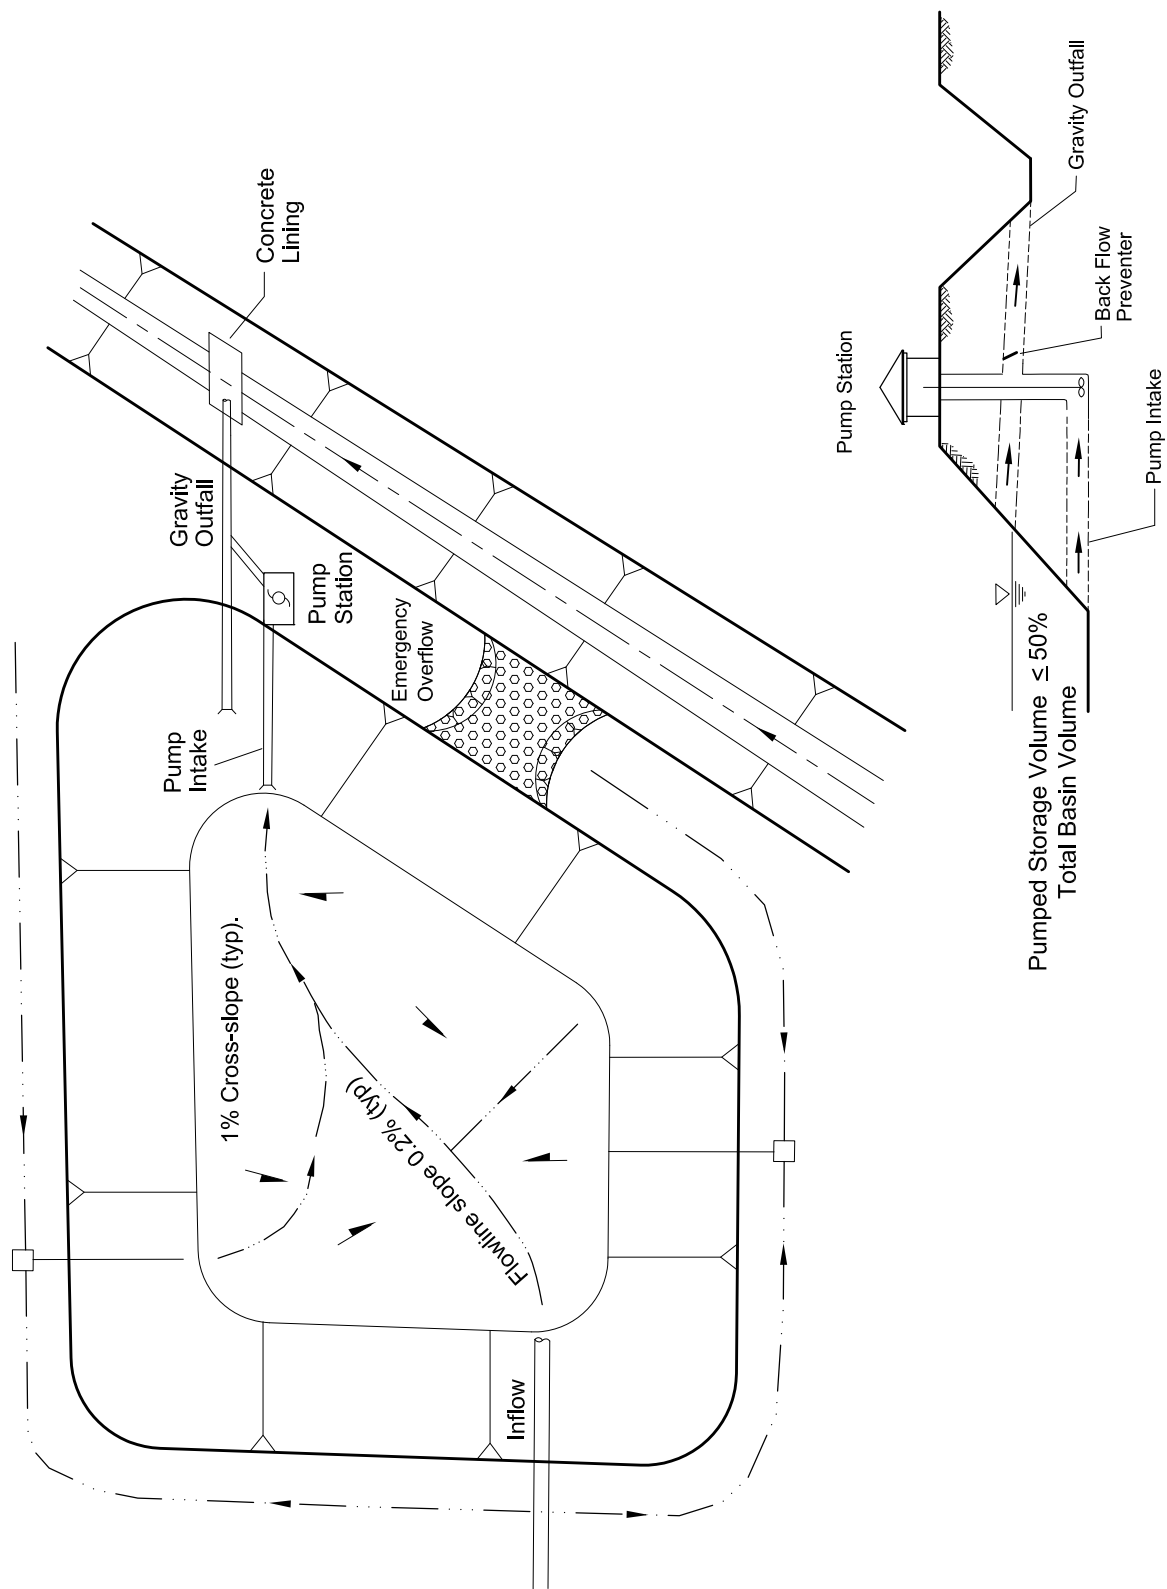 Concrete
Lining
Gravity
Outfall
Pump
Station
Emergency
Overflow
Pump
Intake
1% Cross-slope (typ).
Flowline slope 0.2% (typ)
Inflow
Pump Station
Gravity Outfall
Back Flow
Preventer
Pump Intake
Pumped Storage Volume ≤ 50%
Total Basin Volume